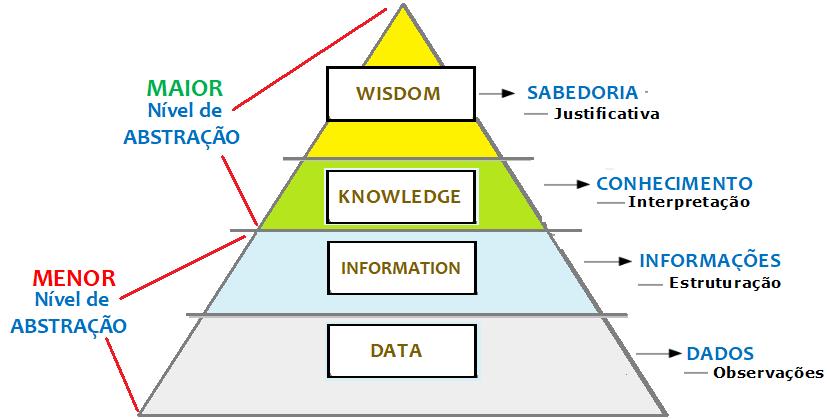 MAIOR
Nível de
ABSTRAÇÃO
WISDOM
SABEDORIA
Justificativa
KNOWLEDGE
CONHECIMENTO
Interpretação
MENOR
Nível de
ABSTRAÇÃO
INFORMATION
INFORMAÇÕES
Estruturação
DATA
DADOS
Observações